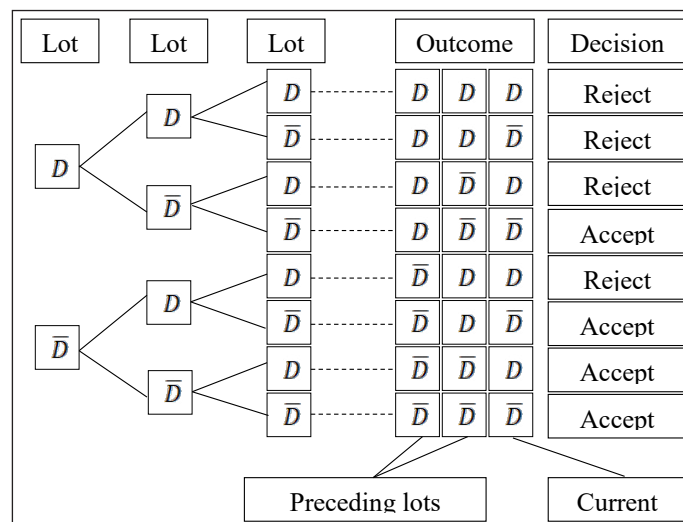 Lot Lot Lot Outcome Decision
D D D D Reject
D
D̅ D D D̅ Reject
D
D D D̅ D Reject
D̅
D̅ D D̅ D̅ Accept
D D̅ D D Reject
D
D̅ D̅ D D̅ Accept
D̅
D D̅ D̅ D Accept
D̅
D̅ D̅ D̅ D̅ Accept
Preceding lots Current